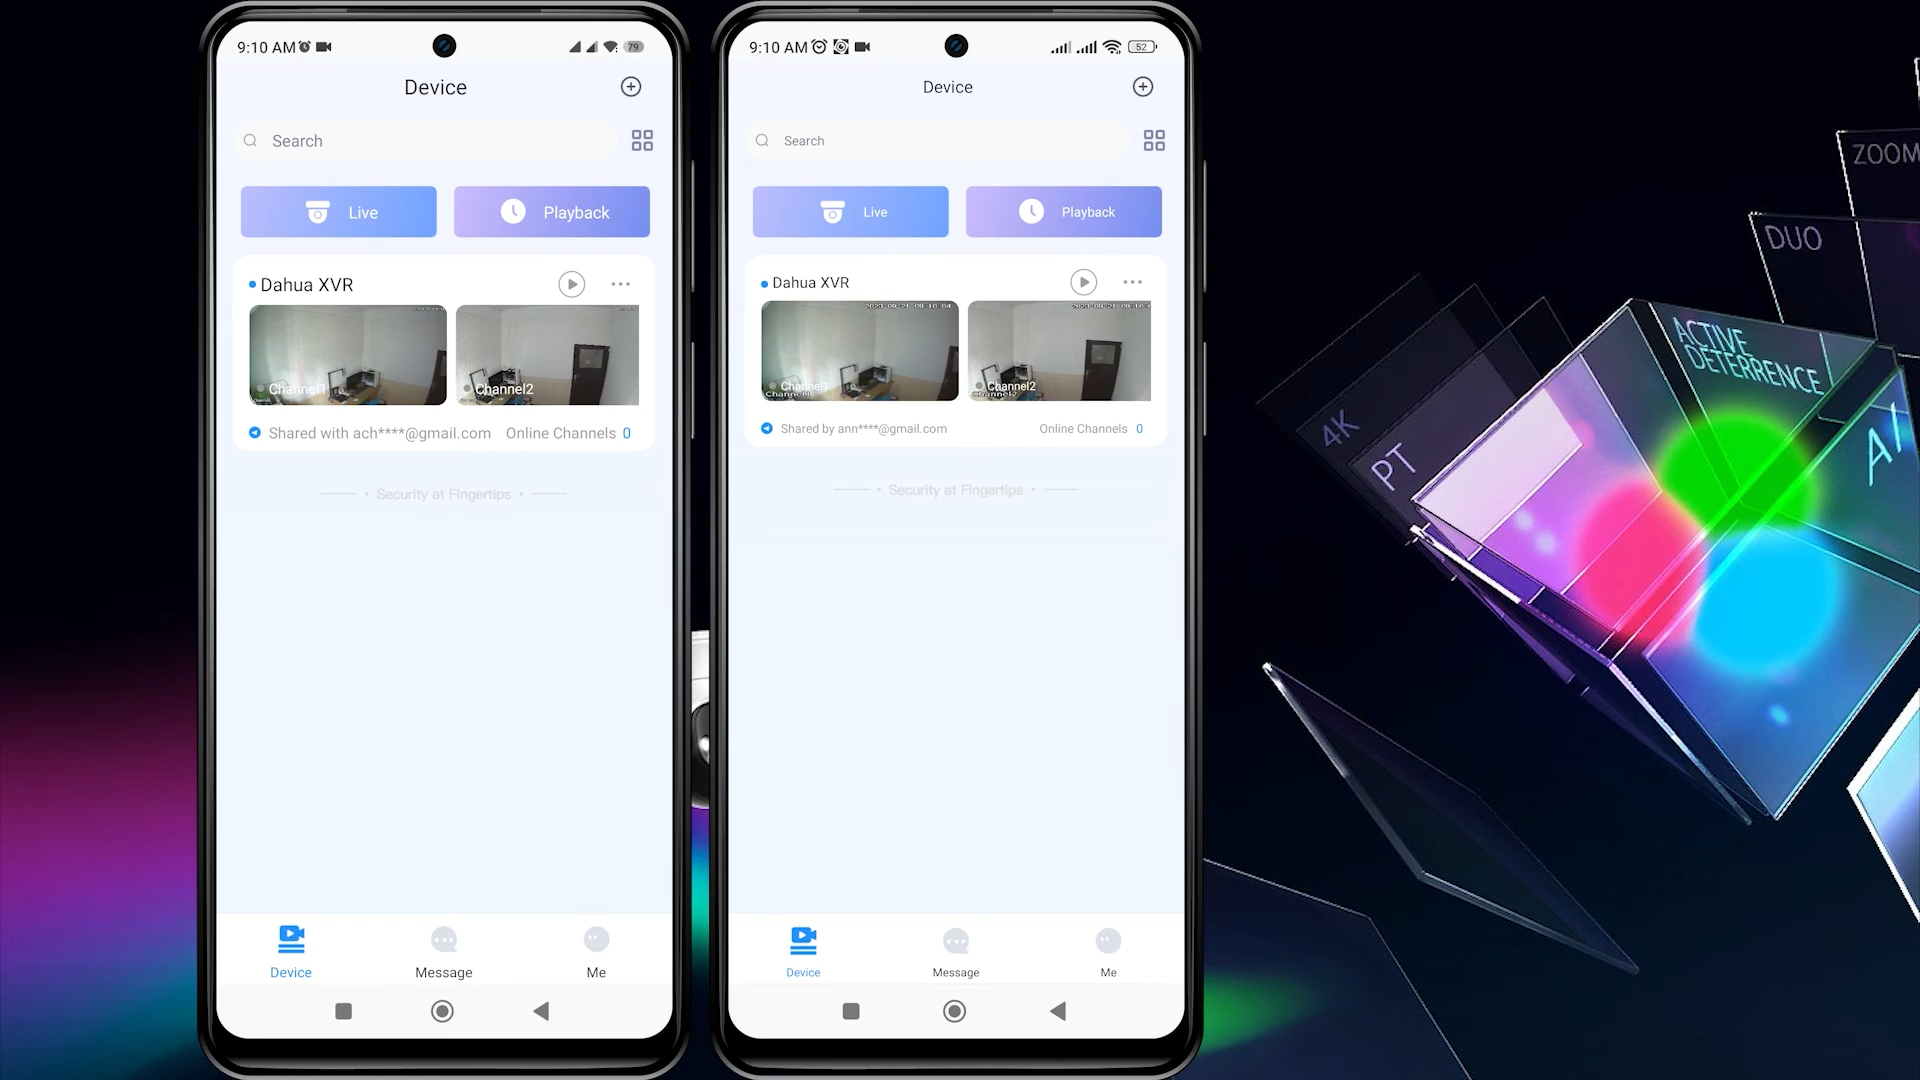 9:10 AM
79
Device
Search
Live
Playback
Dahua XVR
Channel1
Channel2
Shared with ach****@gmail.com
Online Channels 0
Security at Fingertips
Device
Message
Me
9:10 AM
52
Device
Search
Live
Playback
Dahua XVR
Channel1
Channel2
Channel2
Shared by ann****@gmail.com
Online Channels 0
Security at Fingertips
Device
Message
Me
ZOOM
DUO
ACTIVE
DETERRENCE
4K
PT
AI